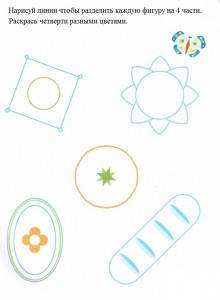 Нарисуй линии чтобы разделить каждую фигуру на 4 части.
Раскрась четверти разными цветами.